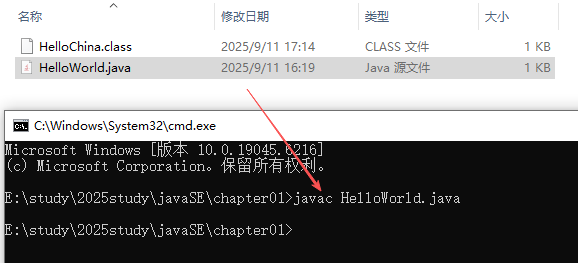 名称 修改日期 类型 大小
HelloChina.class 2025/9/11 17:14 CLASS 文件 1 KB
HelloWorld.java 2025/9/11 16:19 Java 源文件 1 KB
C:\Windows\System32\cmd.exe
Microsoft Windows [版本 10.0.19045.6216]
(c) Microsoft Corporation。保留所有权利。
E:\study\2025study\javaSE\chapter01>javac HelloWorld.java
E:\study\2025study\javaSE\chapter01>